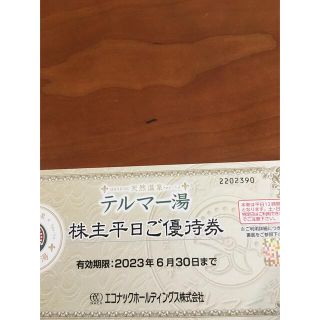 天然温泉
2202390
テルマー湯
株主平日ご優待券
有効期限：2023年6月30日まで
エコナックホールディングス株式会社
湯